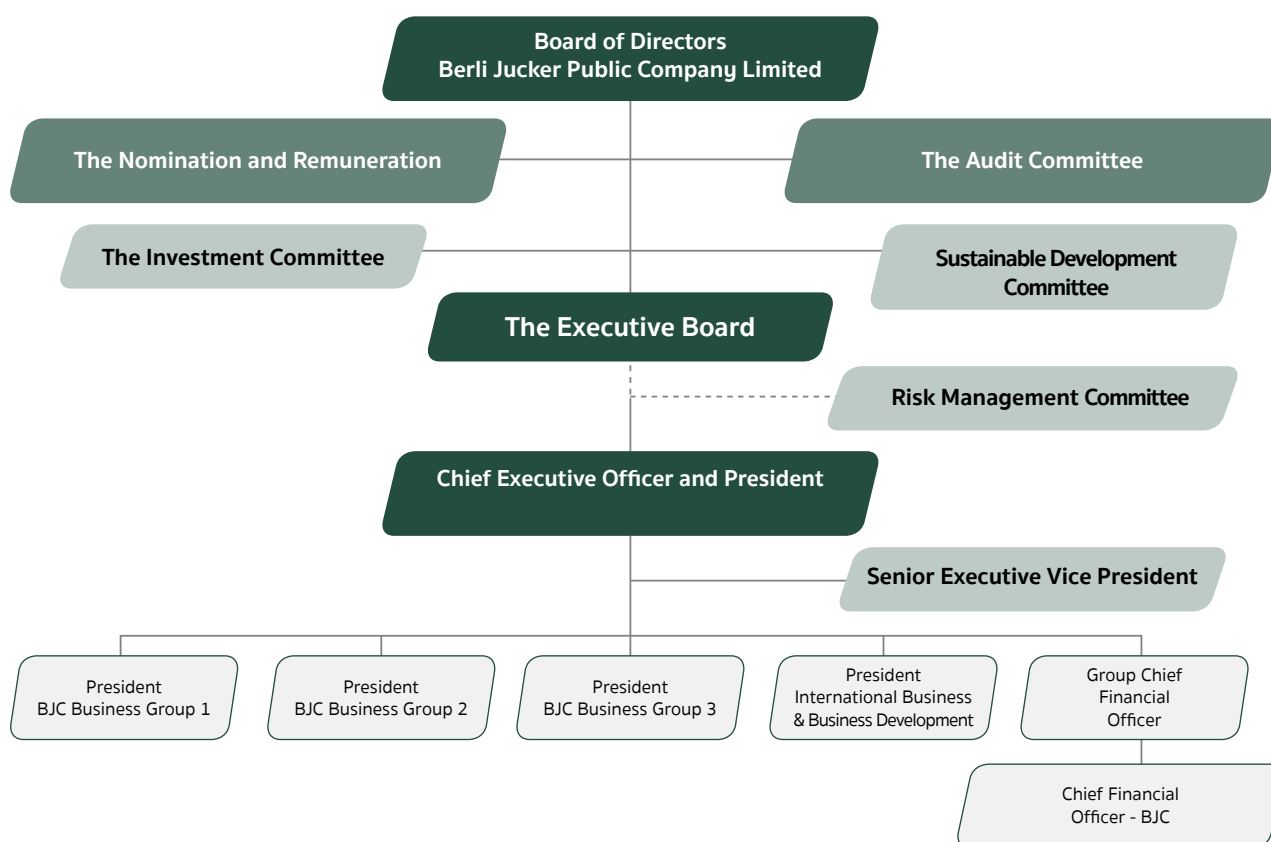 Board of Directors
Berli Jucker Public Company Limited
The Nomination and Remuneration
The Audit Committee
The Investment Committee
Sustainable Development
Committee
The Executive Board
Risk Management Committee
Chief Executive Officer and President
Senior Executive Vice President
President
BJC Business Group 1
President
BJC Business Group 2
President
BJC Business Group 3
President
International Business
& Business Development
Group Chief
Financial
Officer
Chief Financial
Officer - BJC